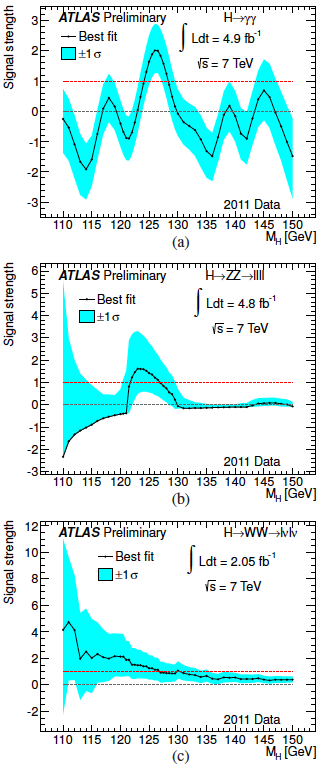 Signal strength
ATLAS Preliminary
H→γγ
Best fit
±1σ
∫ Ldt = 4.9 fb⁻¹
√s = 7 TeV
2011 Data
3
2
1
0
-1
-2
-3
110 115 120 125 130 135 140 145 150
M_H [GeV]
(a)
Signal strength
ATLAS Preliminary
H→ZZ→llll
Best fit
±1σ
∫ Ldt = 4.8 fb⁻¹
√s = 7 TeV
2011 Data
6
5
4
3
2
1
0
-1
-2
-3
110 115 120 125 130 135 140 145 150
M_H [GeV]
(b)
Signal strength
ATLAS Preliminary
H→WW→lνlν
Best fit
±1σ
∫ Ldt = 2.05 fb⁻¹
√s = 7 TeV
2011 Data
12
10
8
6
4
2
0
-2
110 115 120 125 130 135 140 145 150
M_H [GeV]
(c)